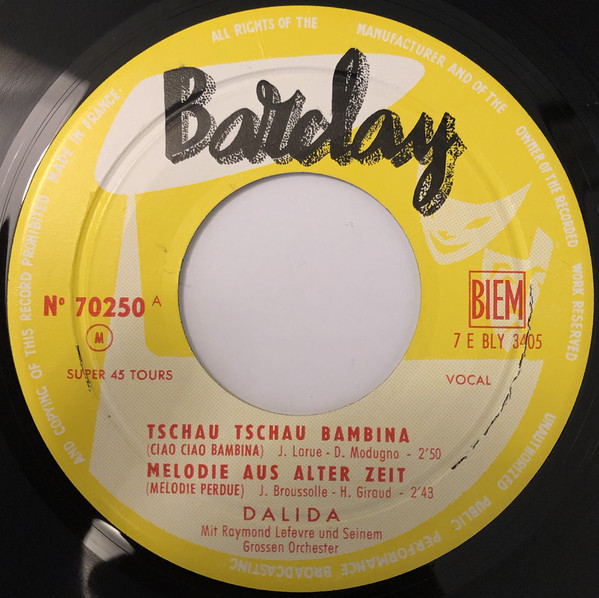 ALL RIGHTS OF THE MANUFACTURER AND OF THE OWNER OF THE RECORDED WORK RESERVED
UNAUTHORIZED PUBLIC PERFORMANCE BROADCASTING AND COPYING OF THIS RECORD PROHIBITED MADE IN FRANCE
Barclay
Nº 70250 A
M
SUPER 45 TOURS
BIEM
7 E BLY 3405
VOCAL
TSCHAU TSCHAU BAMBINA
(CIAO CIAO BAMBINA) J. Larue - D. Modugno - 2'50
MELODIE AUS ALTER ZEIT
(MELODIE PERDUE) J. Broussolle - H. Giraud - 2'43
DALIDA
Mit Raymond Lefevre und Seinem
Grossen Orchester